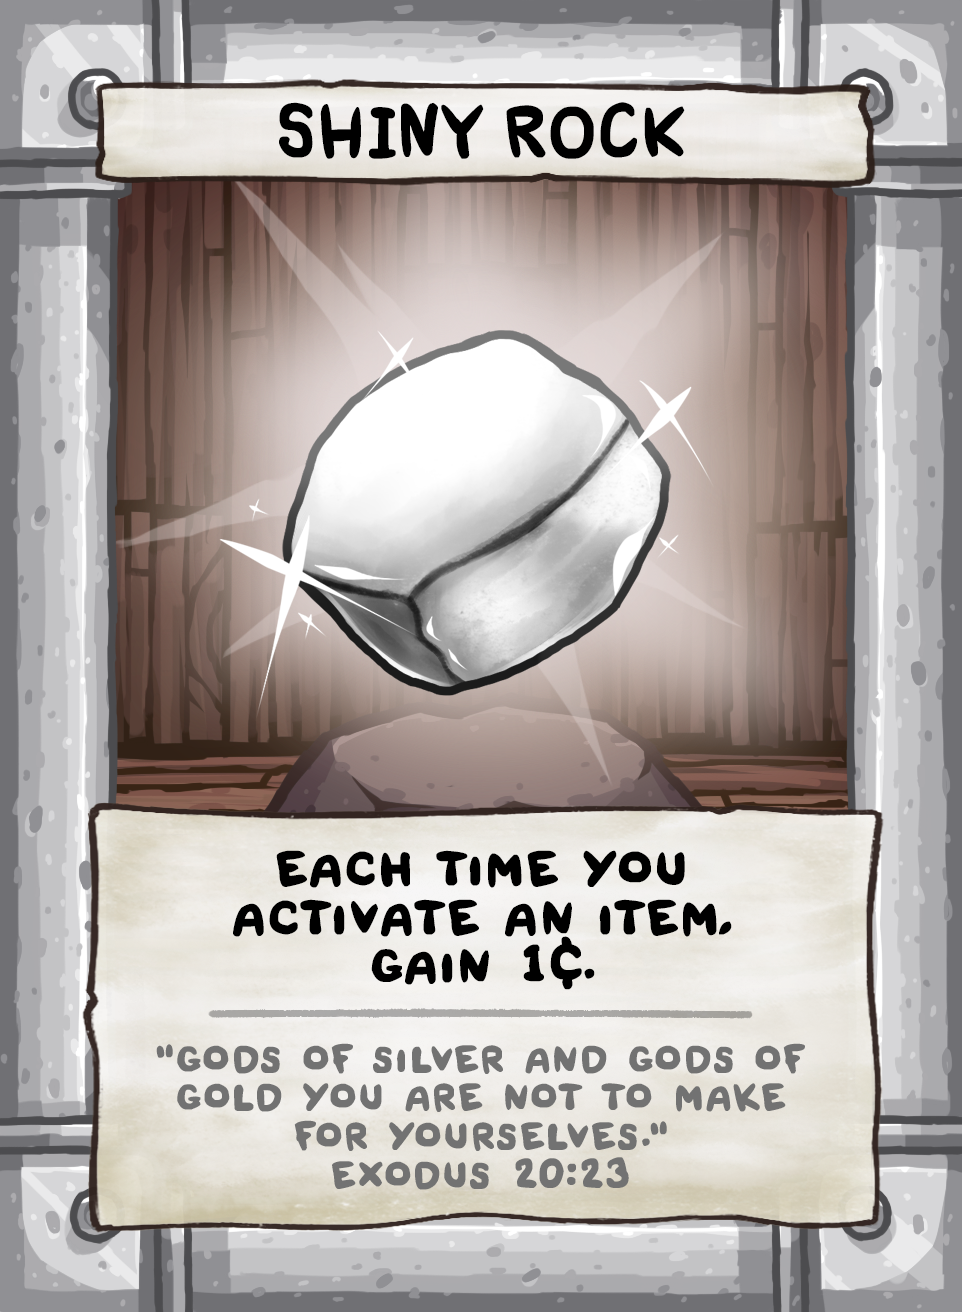 SHINY ROCK
EACH TIME YOU
ACTIVATE AN ITEM,
GAIN 1¢.
"GODS OF SILVER AND GODS OF
GOLD YOU ARE NOT TO MAKE
FOR YOURSELVES."
EXODUS 20:23